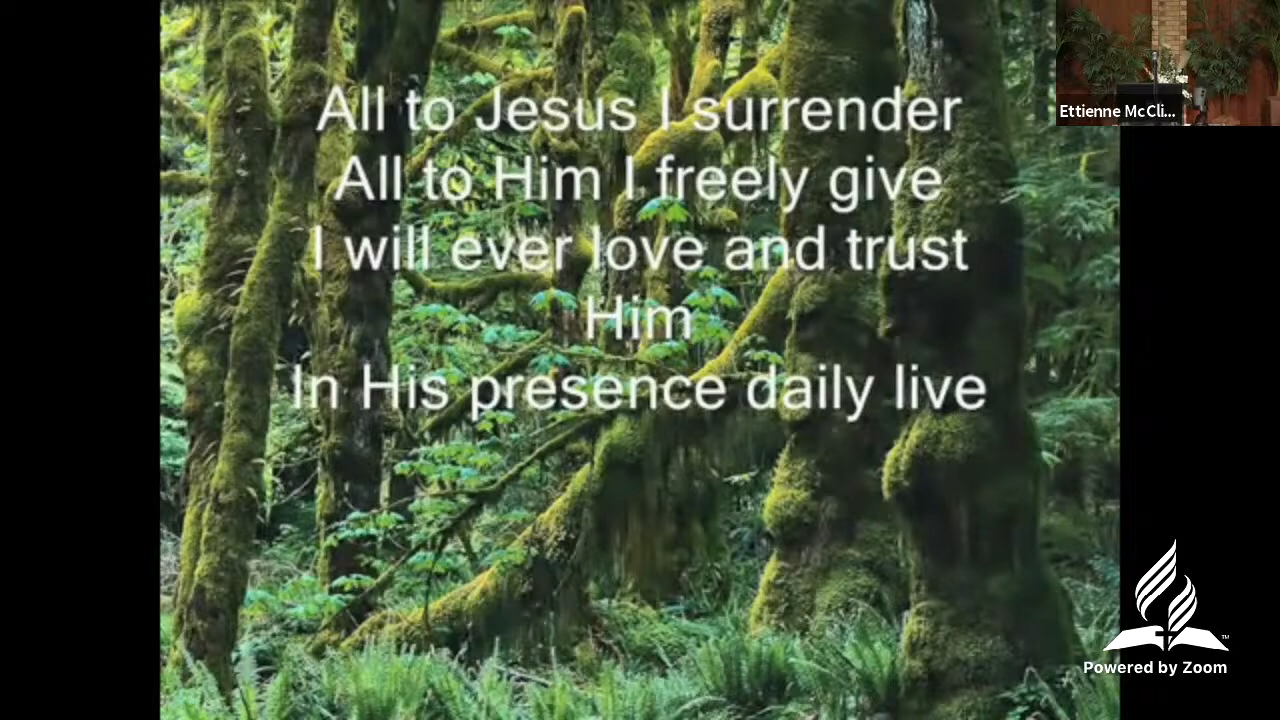 All to Jesus I surrender
All to Him I freely give
I will ever love and trust
Him
In His presence daily live
Ettienne McCli...
Powered by Zoom
TM